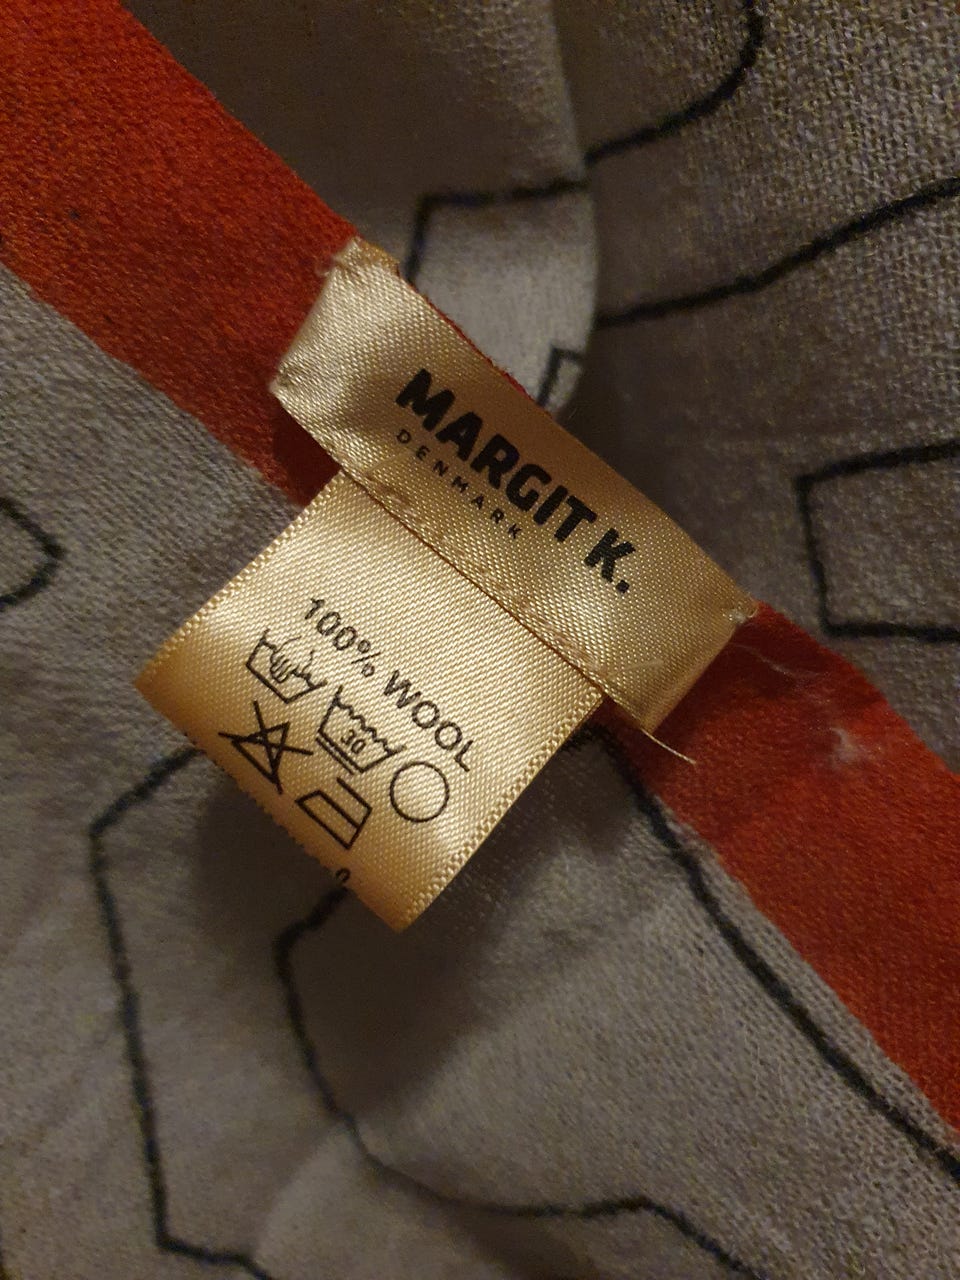 MARGIT K.
DENMARK
100% WOOL
30